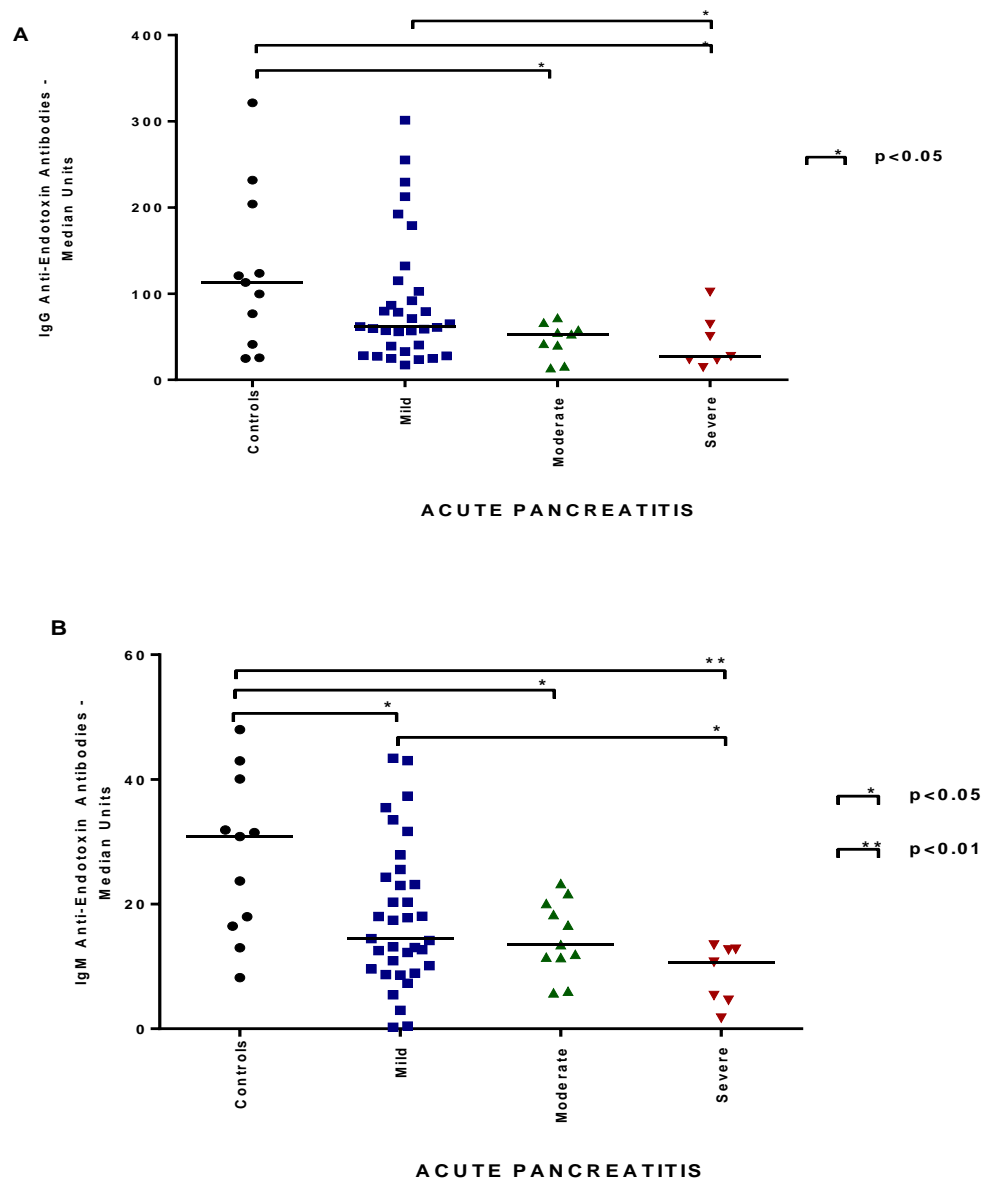 A
IgG Anti-Endotoxin Antibodies -
Median Units
400
300
200
100
0
*
*
*
* p<0.05
Controls
Mild
Moderate
Severe
ACUTE PANCREATITIS
B
IgM Anti-Endotoxin Antibodies -
Median Units
60
40
20
0
**
*
*
*
* p<0.05
** p<0.01
Controls
Mild
Moderate
Severe
ACUTE PANCREATITIS